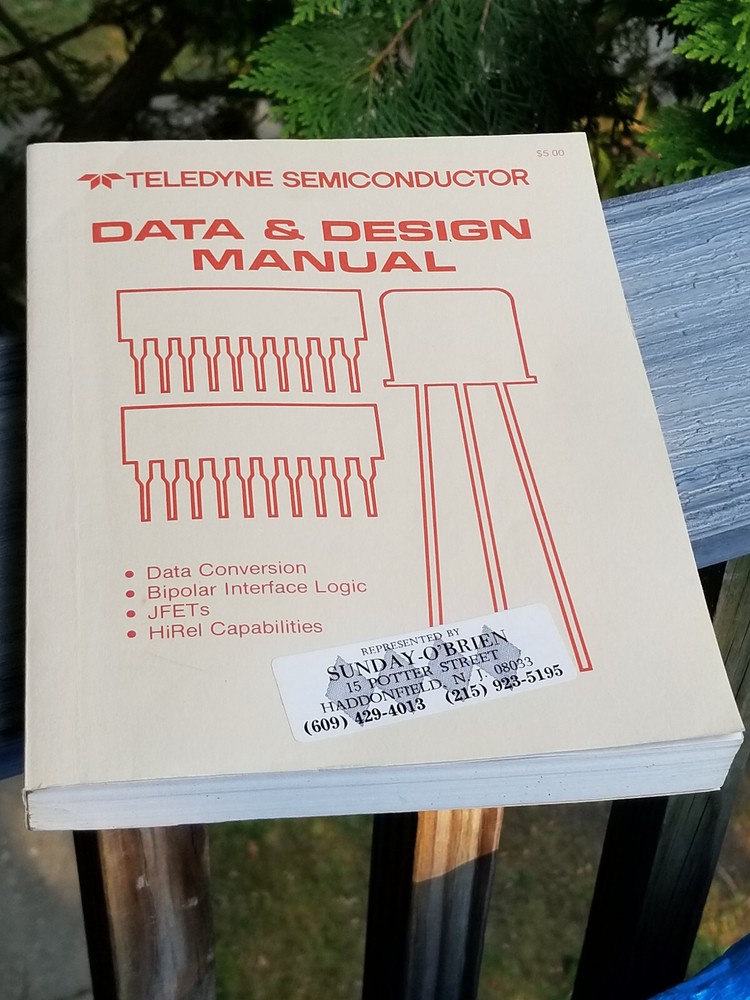 $5.00
TELEDYNE SEMICONDUCTOR
DATA & DESIGN
MANUAL
• Data Conversion
• Bipolar Interface Logic
• JFETs
• HiRel Capabilities
REPRESENTED BY
SUNDAY-O'BRIEN
15 POTTER STREET
HADDONFIELD, N. J. 08033
(609) 429-4013 (215) 923-5195